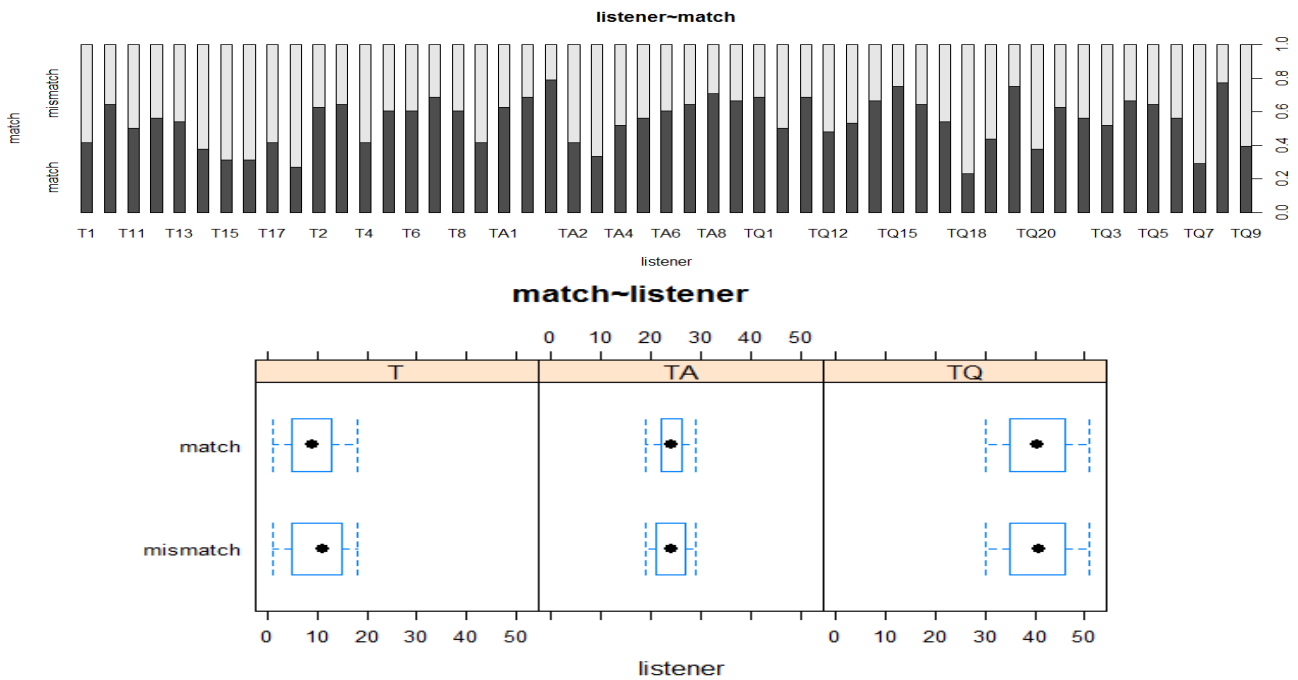 listener~match
match
mismatch
match
0.0 0.2 0.4 0.6 0.8 1.0
T1 T11 T13 T15 T17 T2 T4 T6 T8 TA1 TA2 TA4 TA6 TA8 TQ1 TQ12 TQ15 TQ18 TQ20 TQ3 TQ5 TQ7 TQ9
listener
match~listener
0 10 20 30 40 50
T TA TQ
match
mismatch
0 10 20 30 40 50 0 10 20 30 40 50
listener